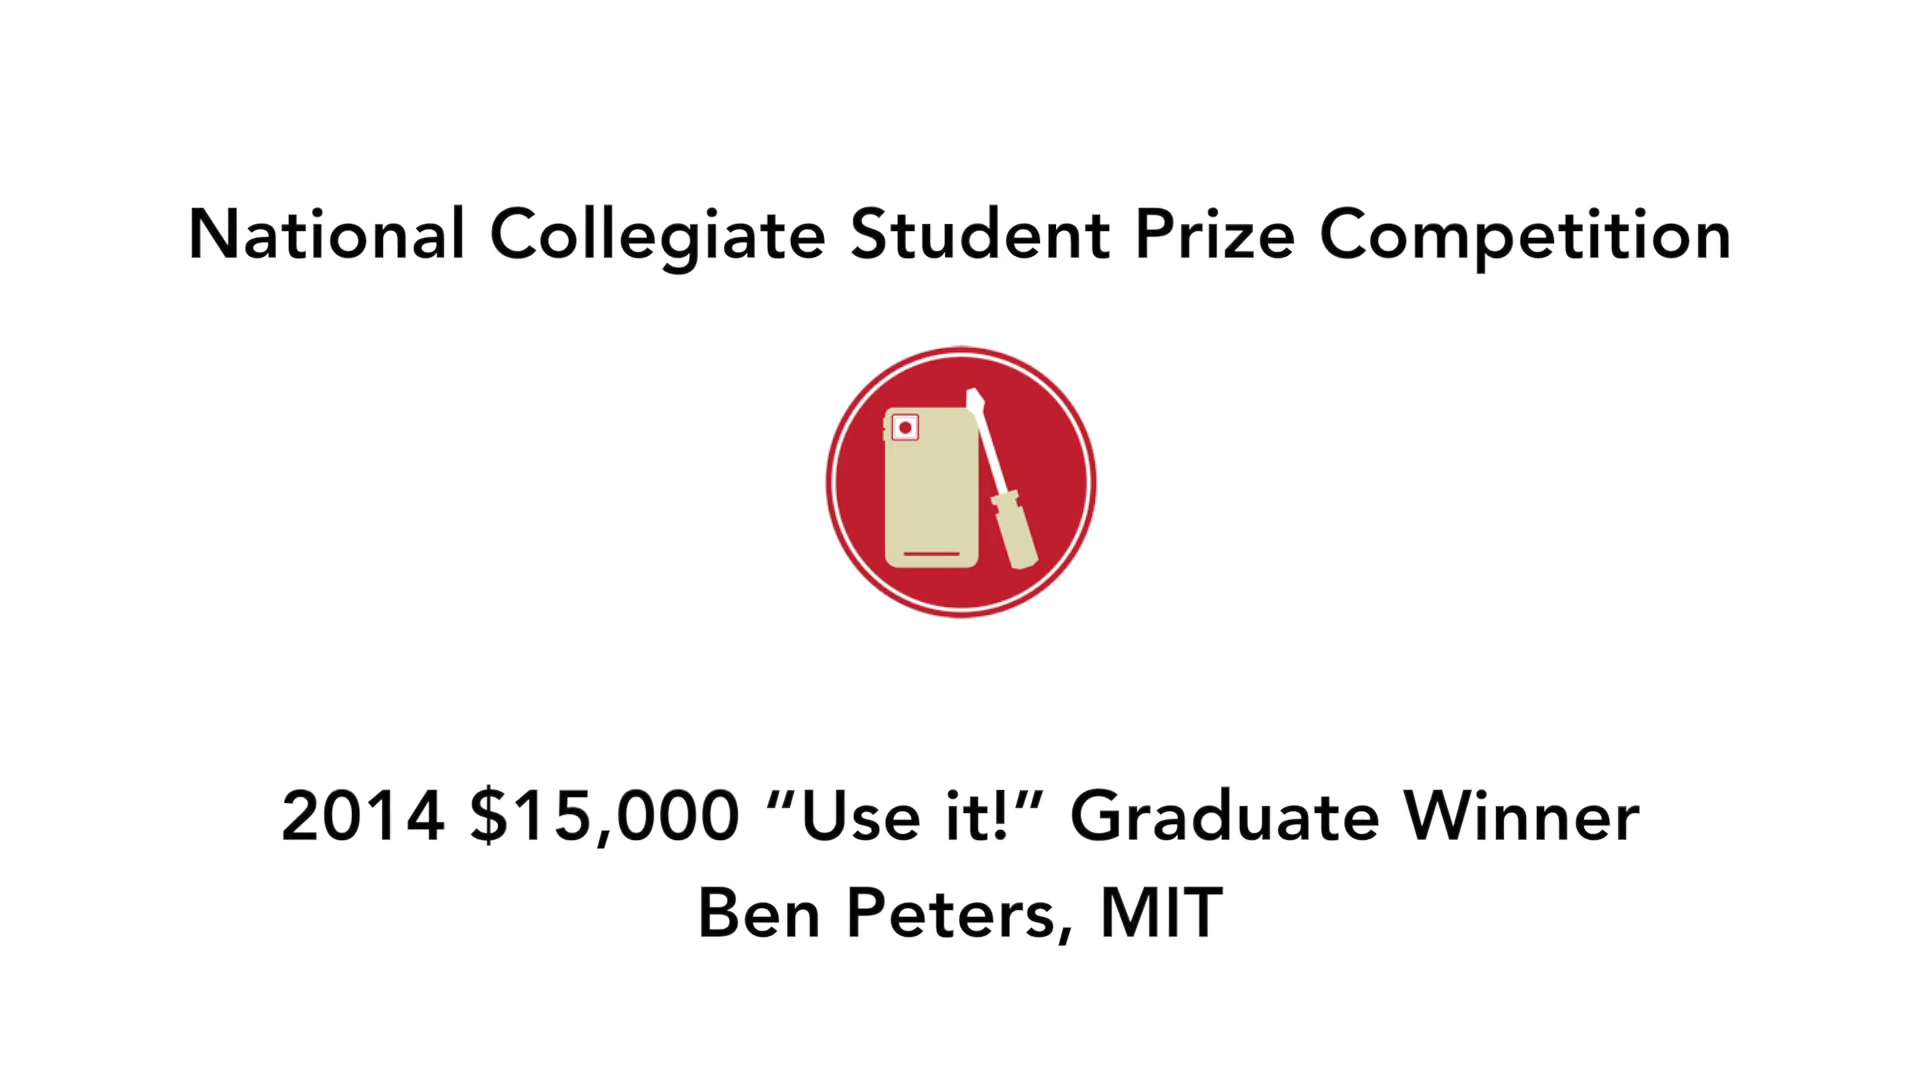 National Collegiate Student Prize Competition
2014 $15,000 “Use it!” Graduate Winner
Ben Peters, MIT